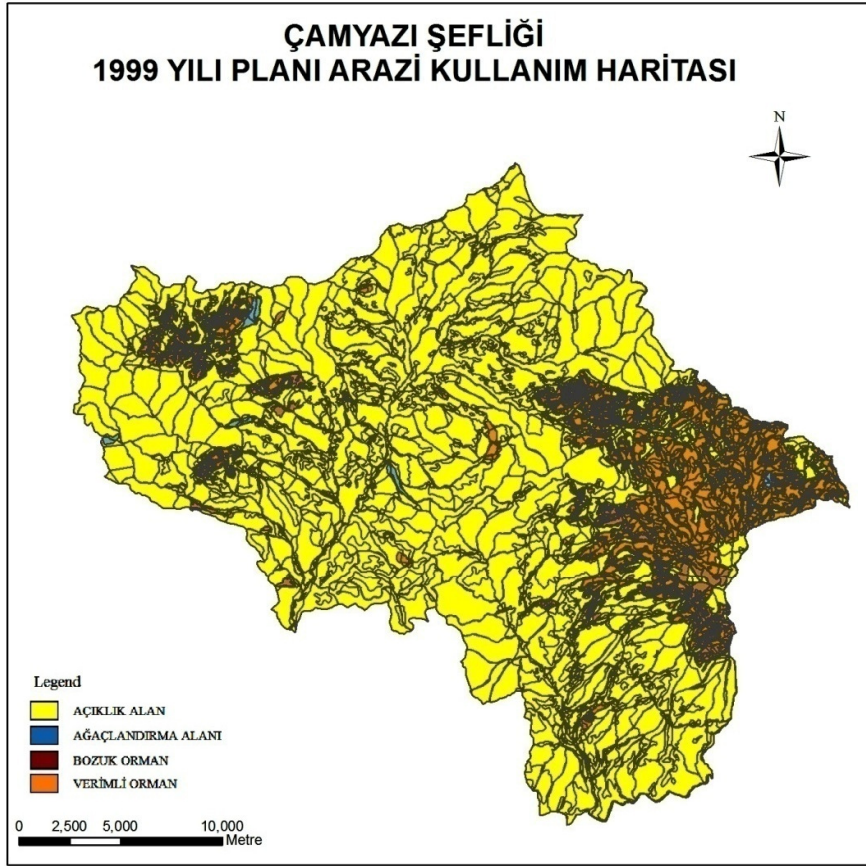 ÇAMYAZI ŞEFLİĞİ
1999 YILI PLANI ARAZİ KULLANIM HARİTASI
N
Legend
AÇIKLIK ALAN
AĞAÇLANDIRMA ALANI
BOZUK ORMAN
VERİMLİ ORMAN
0 2,500 5,000 10,000
Metre